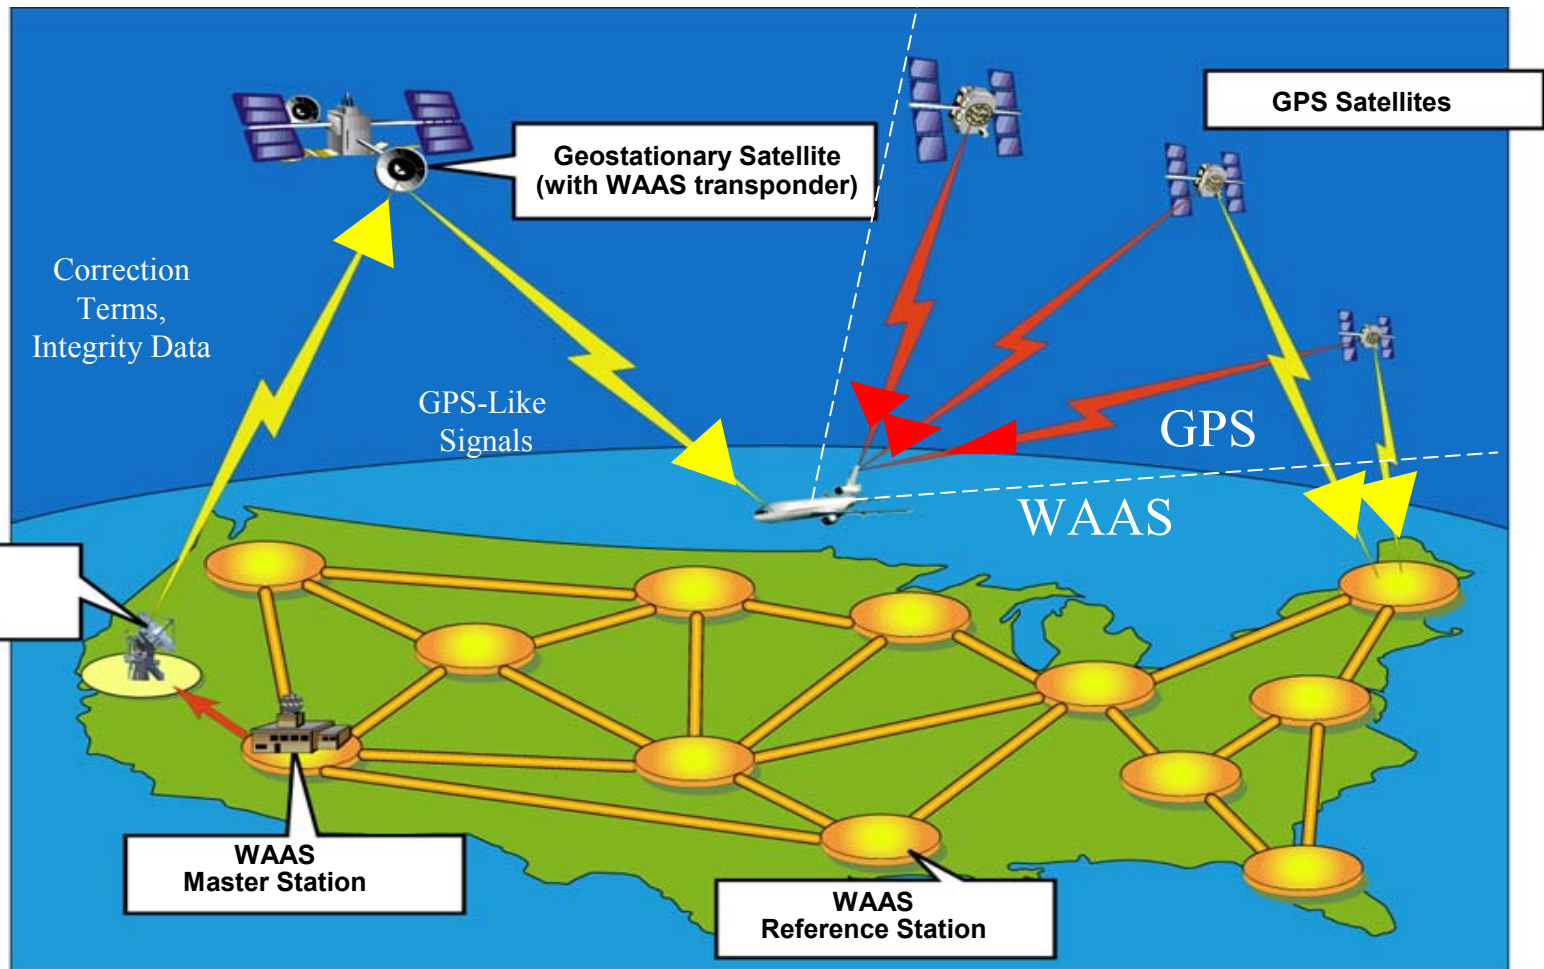 GPS Satellites
Geostationary Satellite
(with WAAS transponder)
Correction
Terms,
Integrity Data
GPS-Like
Signals
GPS
WAAS
WAAS
Master Station
WAAS
Reference Station